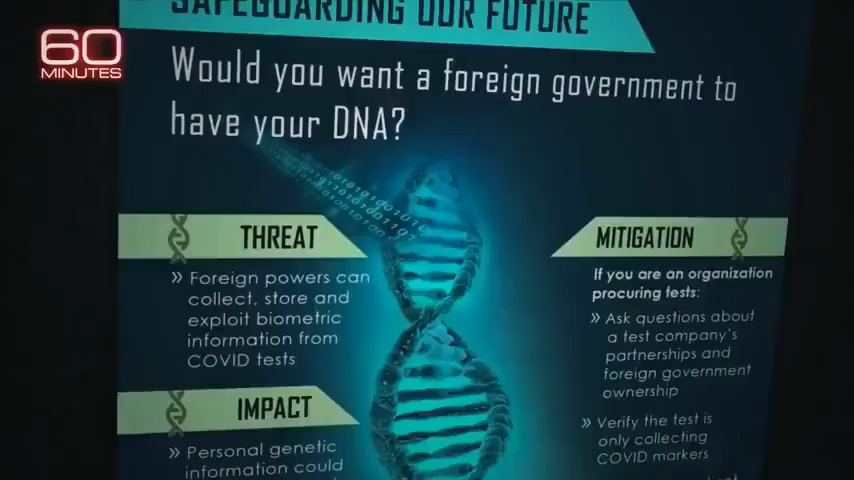 60
MINUTES
SAFEGUARDING OUR FUTURE
Would you want a foreign government to
have your DNA?
THREAT
» Foreign powers can
collect, store and
exploit biometric
information from
COVID tests
IMPACT
» Personal genetic
information could
MITIGATION
If you are an organization
procuring tests:
» Ask questions about
a test company's
partnerships and
foreign government
ownership
» Verify the test is
only collecting
COVID markers